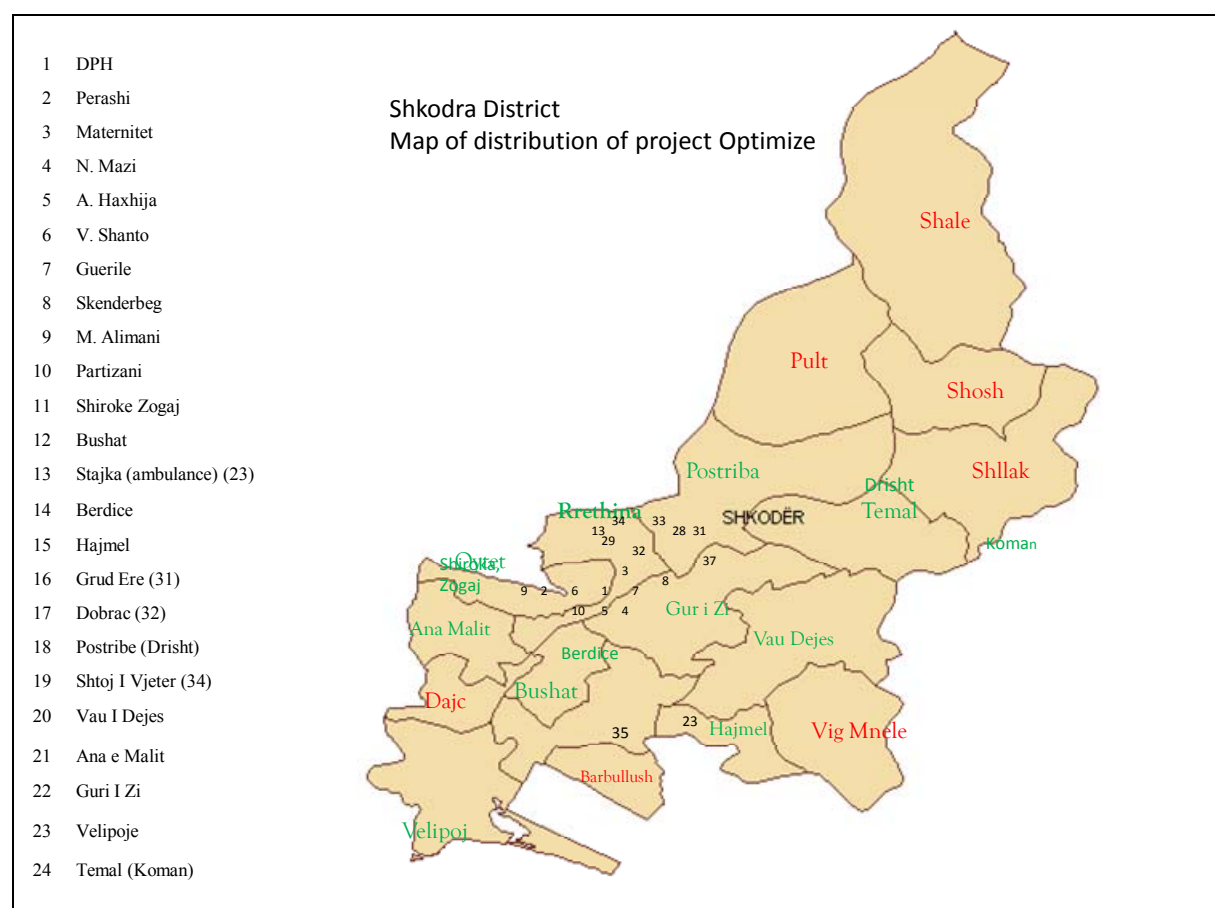 1 DPH
2 Perashi
3 Maternitet
4 N. Mazi
5 A. Haxhija
6 V. Shanto
7 Guerile
8 Skenderbeg
9 M. Alimani
10 Partizani
11 Shiroke Zogaj
12 Bushat
13 Stajka (ambulance) (23)
14 Berdice
15 Hajmel
16 Grud Ere (31)
17 Dobrac (32)
18 Postribe (Drisht)
19 Shtoj I Vjeter (34)
20 Vau I Dejes
21 Ana e Malit
22 Guri I Zi
23 Velipoje
24 Temal (Koman)
Shkodra District
Map of distribution of project Optimize
Shale
Pult
Shosh
Postriba
Shllak
Drisht
Rrethina
SHKODËR
Temal
34
33
13
28
31
29
Koman
32
37
Shiroka,
Zogaj
3
8
9
2
6
1
7
10
5
4
Gur i Zi
Ana Malit
Vau Dejes
Berdice
Bushat
Dajc
23
Hajmel
Vig Mnele
35
Barbullush
Velipoj